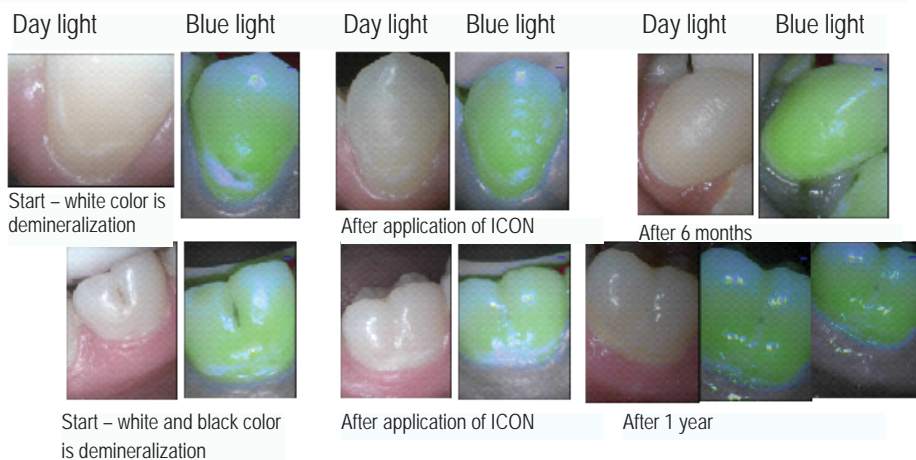 Day light Blue light Day light Blue light Day light Blue light
Start – white color is
demineralization
After application of ICON
After 6 months
Start – white and black color
is demineralization
After application of ICON
After 1 year